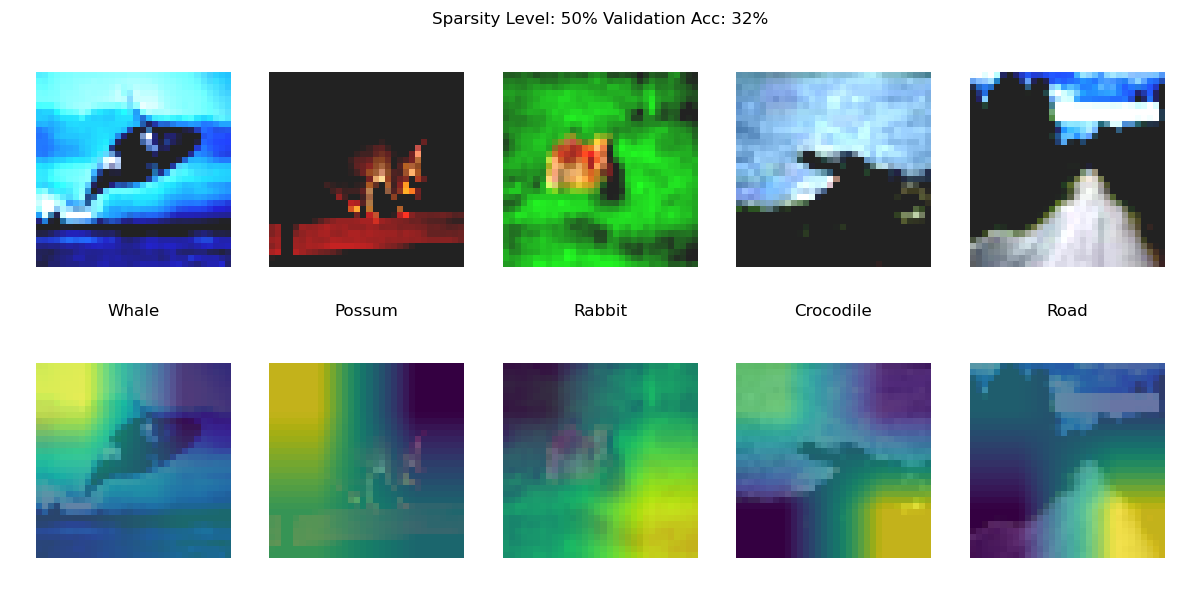 Sparsity Level: 50% Validation Acc: 32%
Whale Possum Rabbit Crocodile Road